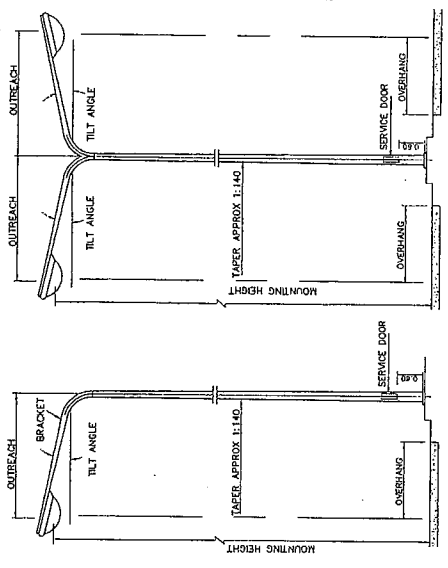 OUTREACH
OUTREACH
TILT ANGLE
TILT ANGLE
MOUNTING HEIGHT
TAPER APPROX 1:140
SERVICE DOOR
0.60
OVERHANG
OVERHANG
OUTREACH
BRACKET
TILT ANGLE
MOUNTING HEIGHT
TAPER APPROX 1:140
SERVICE DOOR
0.60
OVERHANG